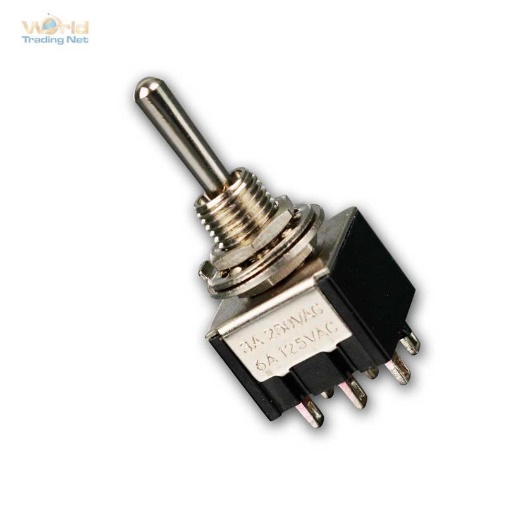 World
Trading Net
3A 250VAC
6A 125VAC